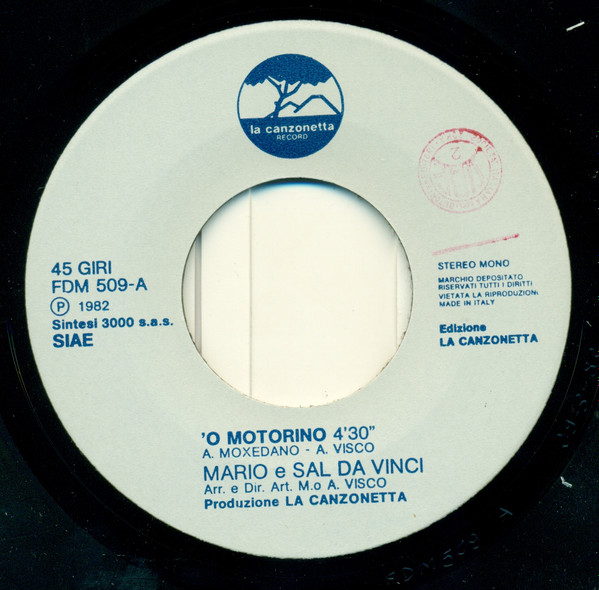 la canzonetta
RECORD
45 GIRI
FDM 509-A
Ⓟ 1982
Sintesi 3000 s.a.s.
SIAE
STEREO MONO
MARCHIO DEPOSITATO
RISERVATI TUTTI I DIRITTI
VIETATA LA RIPRODUZIONE
MADE IN ITALY
Edizione
LA CANZONETTA
'O MOTORINO 4'30"
A. MOXEDANO - A. VISCO
MARIO e SAL DA VINCI
Arr. e Dir. Art. M.o A. VISCO
Produzione LA CANZONETTA